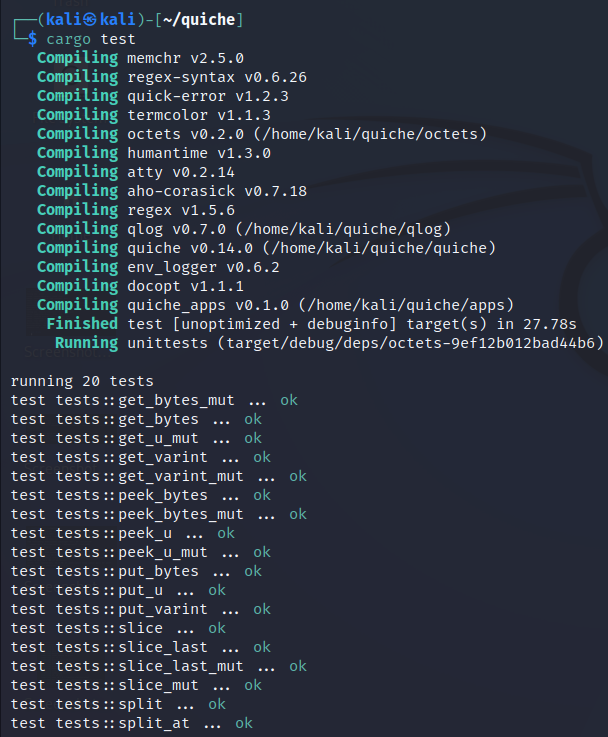 ┌──(kali㉿kali)-[~/quiche]
└─$ cargo test
Compiling memchr v2.5.0
Compiling regex-syntax v0.6.26
Compiling quick-error v1.2.3
Compiling termcolor v1.1.3
Compiling octets v0.2.0 (/home/kali/quiche/octets)
Compiling humantime v1.3.0
Compiling atty v0.2.14
Compiling aho-corasick v0.7.18
Compiling regex v1.5.6
Compiling qlog v0.7.0 (/home/kali/quiche/qlog)
Compiling quiche v0.14.0 (/home/kali/quiche/quiche)
Compiling env_logger v0.6.2
Compiling docopt v1.1.1
Compiling quiche_apps v0.1.0 (/home/kali/quiche/apps)
Finished test [unoptimized + debuginfo] target(s) in 27.78s
Running unittests (target/debug/deps/octets-9ef12b012bad44b6)
running 20 tests
test tests::get_bytes_mut ... ok
test tests::get_bytes ... ok
test tests::get_u_mut ... ok
test tests::get_varint ... ok
test tests::get_varint_mut ... ok
test tests::peek_bytes ... ok
test tests::peek_bytes_mut ... ok
test tests::peek_u ... ok
test tests::peek_u_mut ... ok
test tests::put_bytes ... ok
test tests::put_u ... ok
test tests::put_varint ... ok
test tests::slice ... ok
test tests::slice_last ... ok
test tests::slice_last_mut ... ok
test tests::slice_mut ... ok
test tests::split ... ok
test tests::split_at ... ok